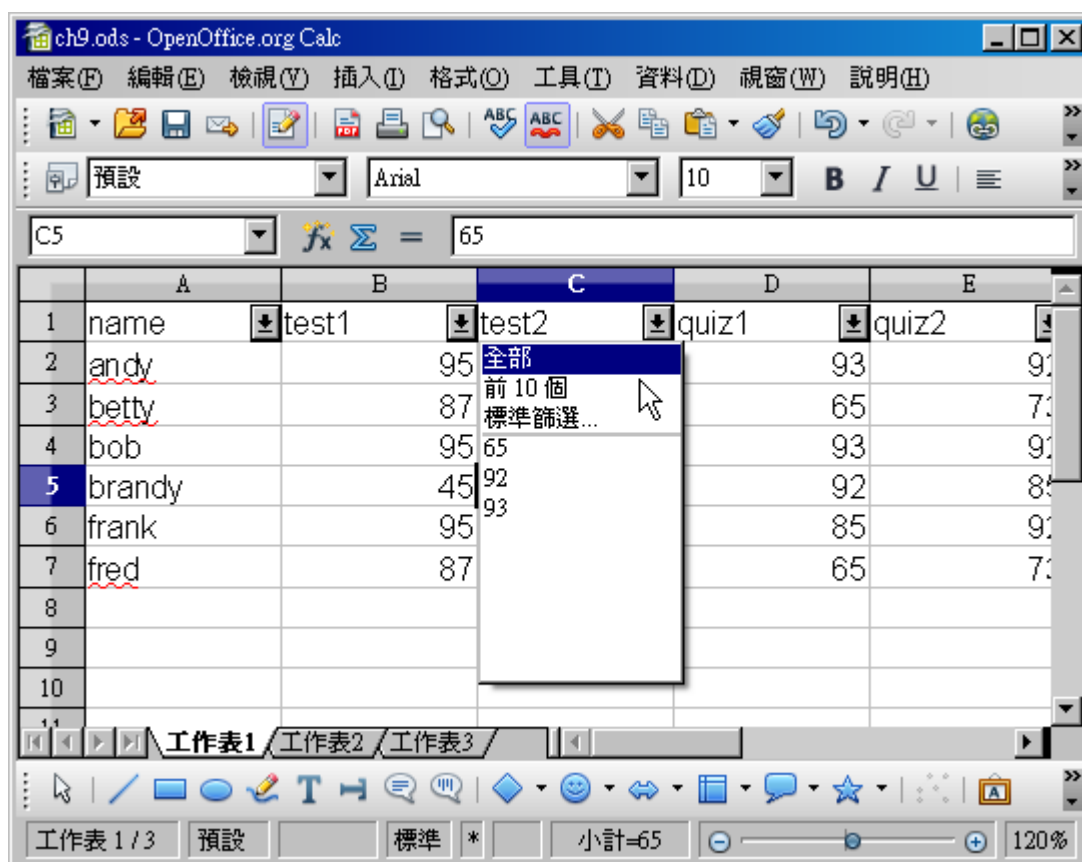 ch9.ods - OpenOffice.org Calc
檔案(F) 編輯(E) 檢視(V) 插入(I) 格式(O) 工具(T) 資料(D) 視窗(W) 說明(H)
預設 Arial 10 B I U
C5 fx Σ = 65
A B C D E
1 name test1 test2 quiz1 quiz2
2 andy 95 93
3 betty 87 65
4 bob 95 93
5 brandy 45 92
6 frank 95 85
7 fred 87 65
8
9
10
全部
前 10 個
標準篩選...
65
92
93
工作表1 工作表2 工作表3
工作表 1 / 3 預設 標準 * 小計=65 120%